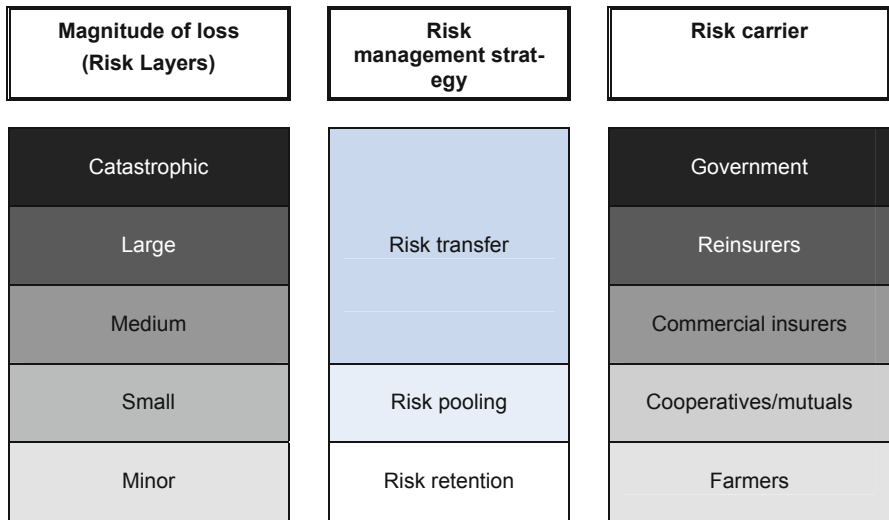 Magnitude of loss
(Risk Layers)
Risk
management strat-
egy
Risk carrier
Catastrophic
Government
Large
Risk transfer
Reinsurers
Medium
Commercial insurers
Small
Risk pooling
Cooperatives/mutuals
Minor
Risk retention
Farmers